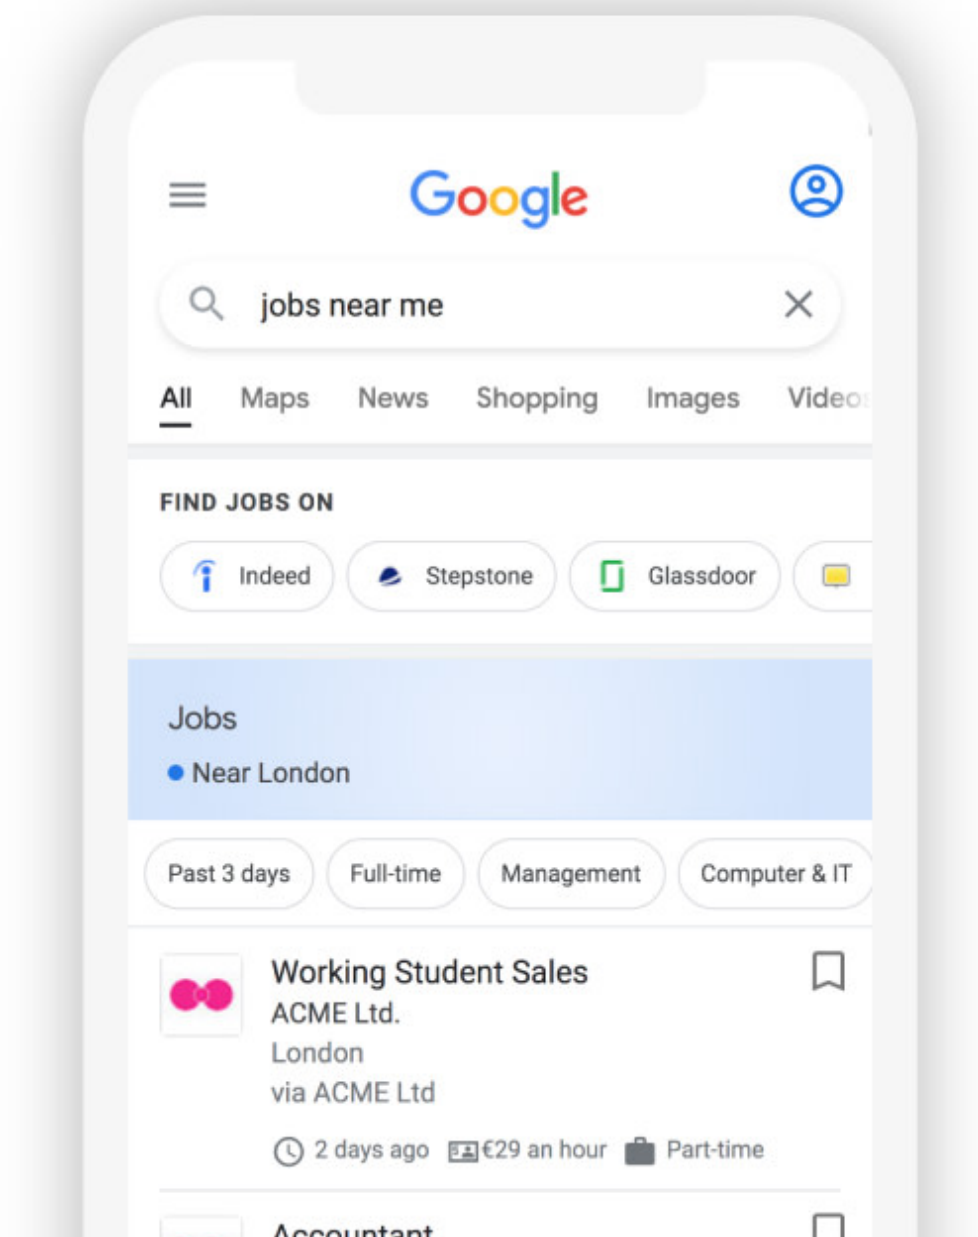 Google
jobs near me
All Maps News Shopping Images Videos
FIND JOBS ON
Indeed Stepstone Glassdoor
Jobs
Near London
Past 3 days Full-time Management Computer & IT
Working Student Sales
ACME Ltd.
London
via ACME Ltd
2 days ago €29 an hour Part-time
Accountant